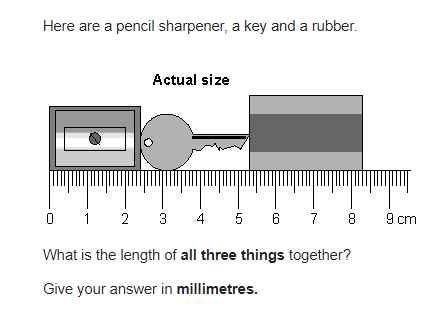 Here are a pencil sharpener, a key and a rubber.
Actual size
0 1 2 3 4 5 6 7 8 9 cm
What is the length of all three things together?
Give your answer in millimetres.